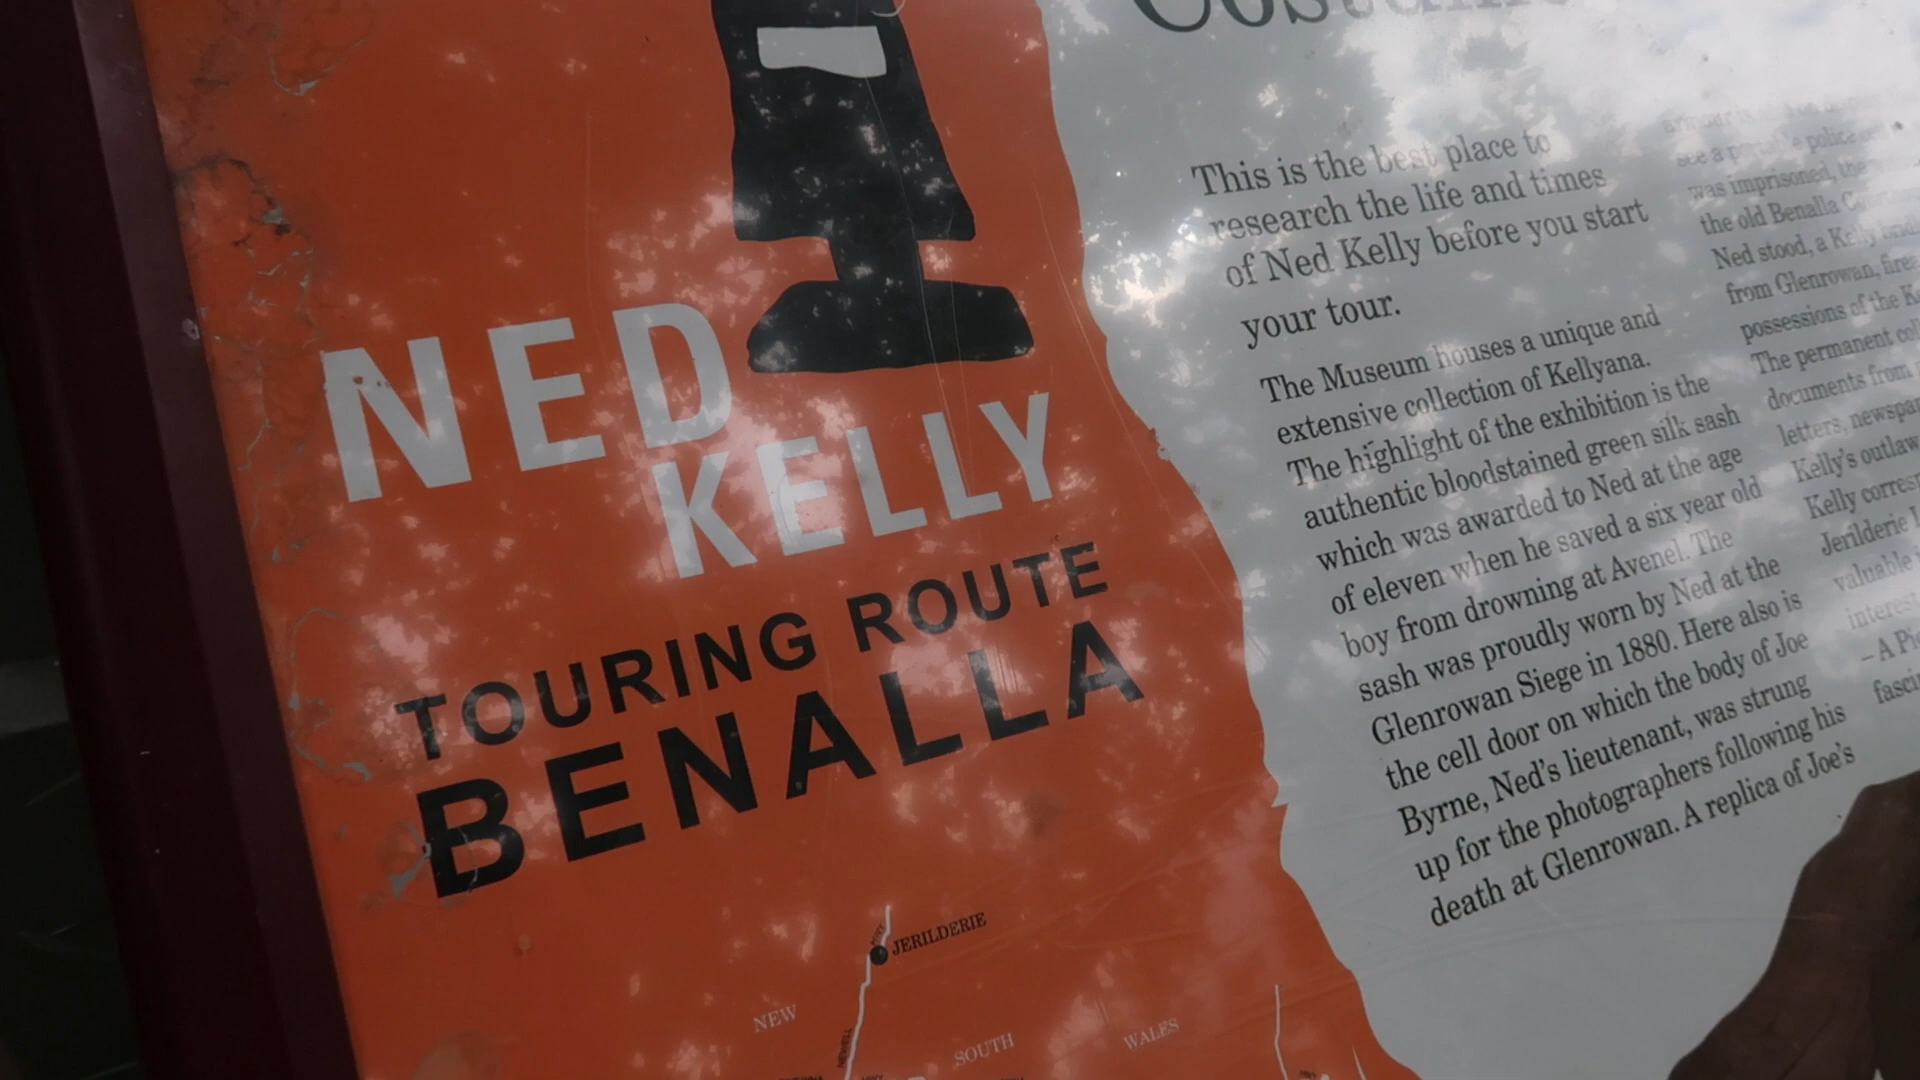 NED
KELLY
TOURING ROUTE
BENALLA
JERILDERIE
NEW
SOUTH
WALES
This is the best place to
research the life and times
of Ned Kelly before you start
your tour.
The Museum houses a unique and
extensive collection of Kellyana.
The highlight of the exhibition is the
authentic bloodstained green silk sash
which was awarded to Ned at the age
of eleven when he saved a six year old
boy from drowning at Avenel. The
sash was proudly worn by Ned at the
Glenrowan Siege in 1880. Here also is
the cell door on which the body of Joe
Byrne, Ned's lieutenant, was strung
up for the photographers following his
death at Glenrowan. A replica of Joe's
see a police
was imprisoned,
the old Benalla
Ned stood, a Kelly
from Glenrowan,
possessions of the
The permanent
documents from
letters,
Kelly's
Kelly
Jerilderie
valuable
– A